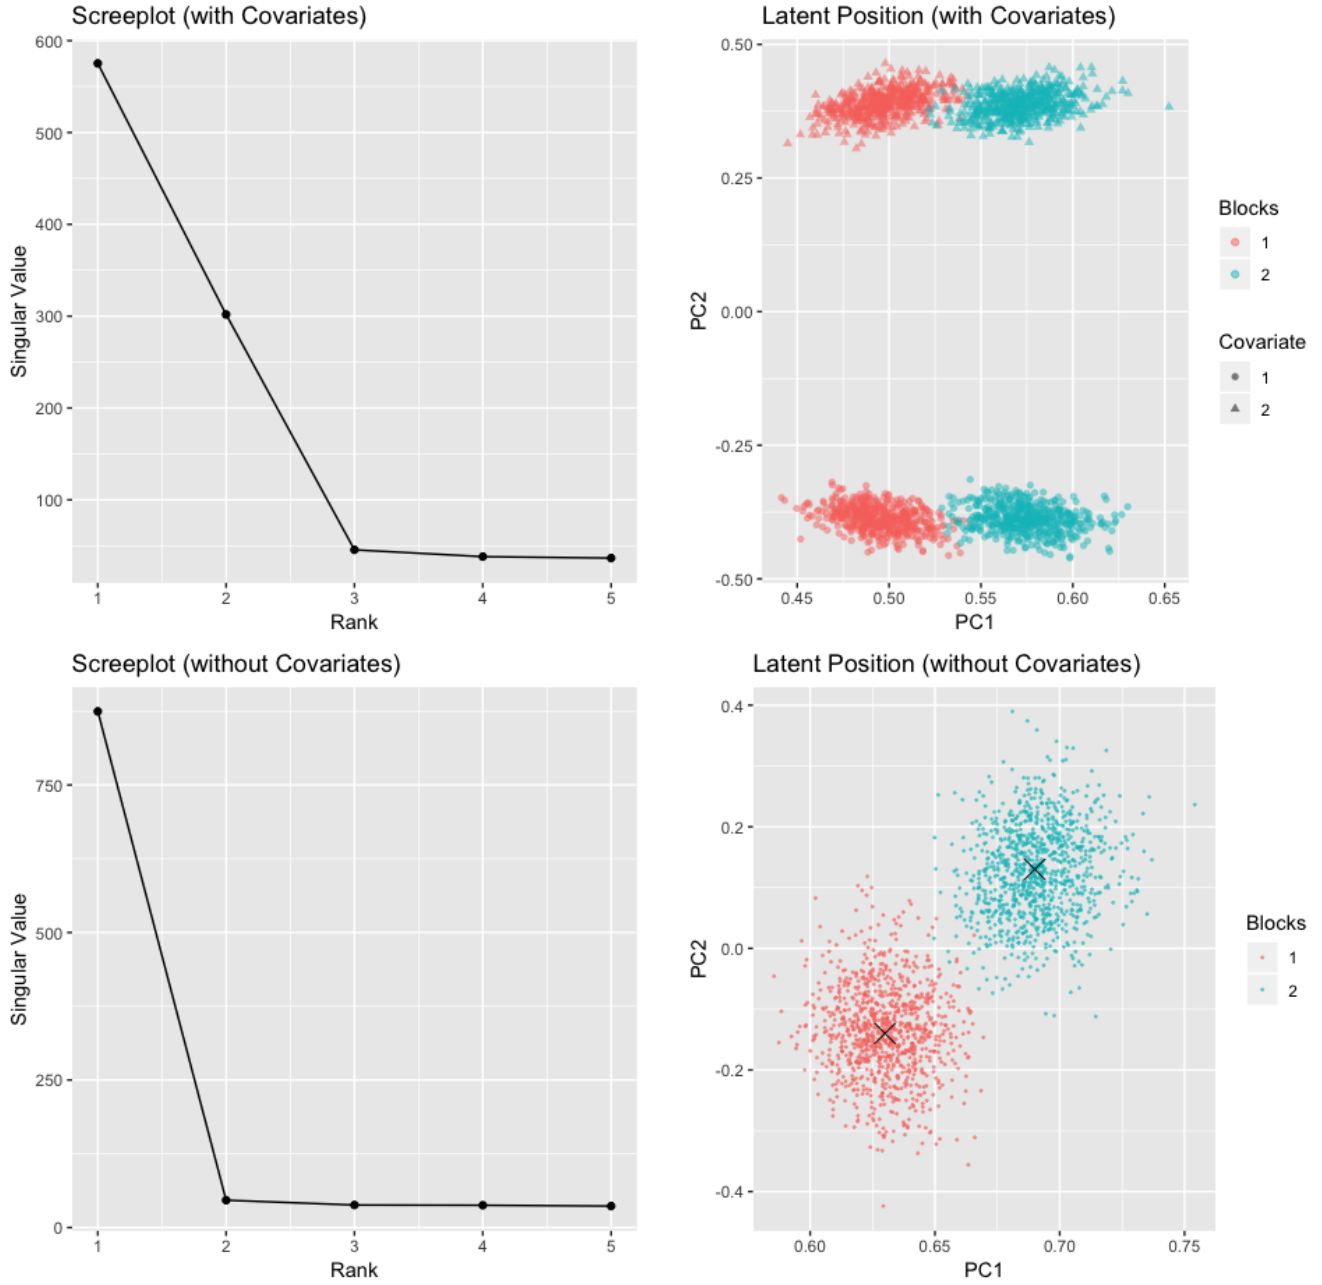 Screeplot (with Covariates)
600
500
400
300
200
100
Singular Value
1 2 3 4 5
Rank
Latent Position (with Covariates)
0.50
0.25
0.00
-0.25
-0.50
PC2
0.45 0.50 0.55 0.60 0.65
PC1
Blocks
1
2
Covariate
1
2
Screeplot (without Covariates)
750
500
250
0
Singular Value
1 2 3 4 5
Rank
Latent Position (without Covariates)
0.4
0.2
0.0
-0.2
-0.4
PC2
0.60 0.65 0.70 0.75
PC1
Blocks
1
2